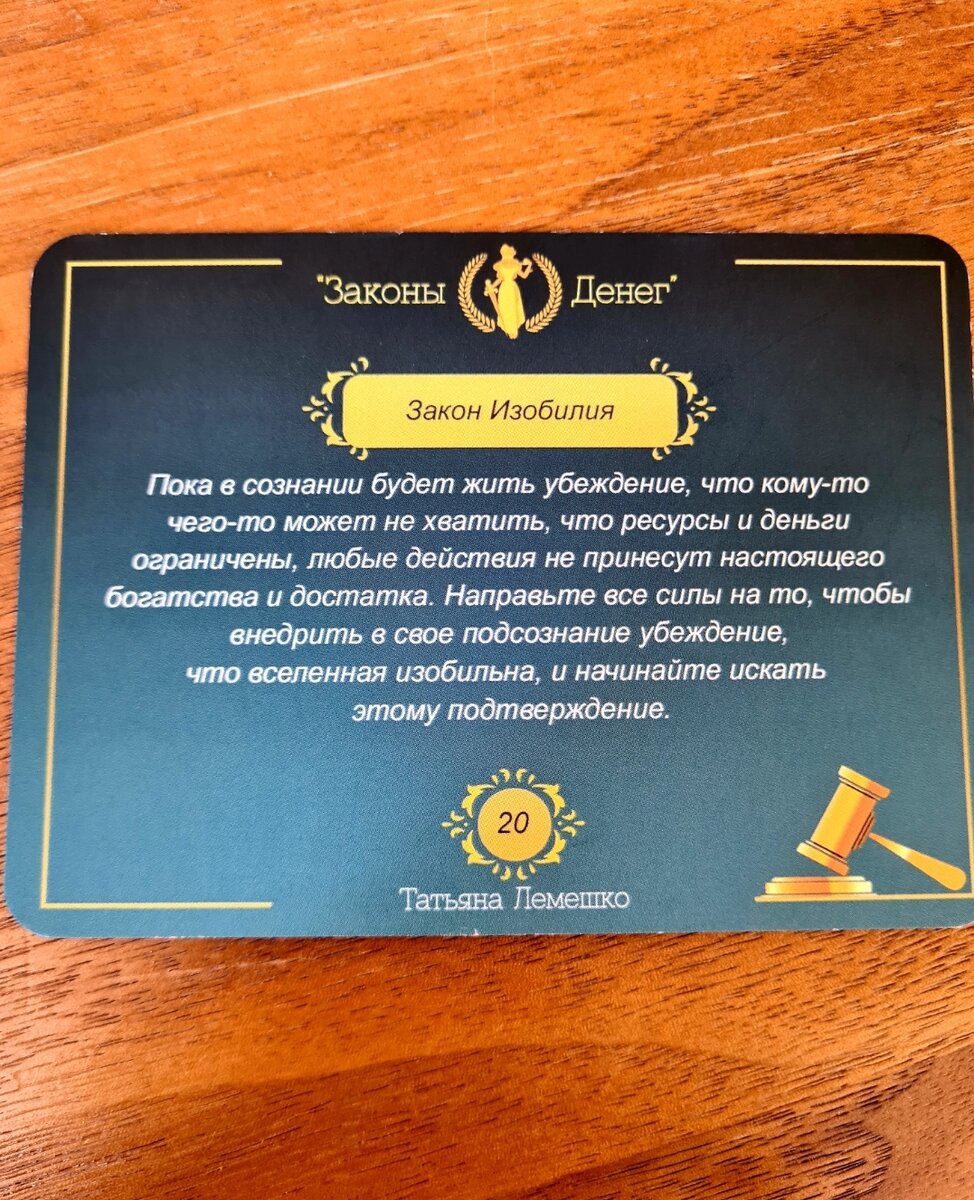 "Законы Денег"
Закон Изобилия
Пока в сознании будет жить убеждение, что кому-то
чего-то может не хватить, что ресурсы и деньги
ограничены, любые действия не принесут настоящего
богатства и достатка. Направьте все силы на то, чтобы
внедрить в свое подсознание убеждение,
что вселенная изобильна, и начинайте искать
этому подтверждение.
20
Татьяна Лемешко